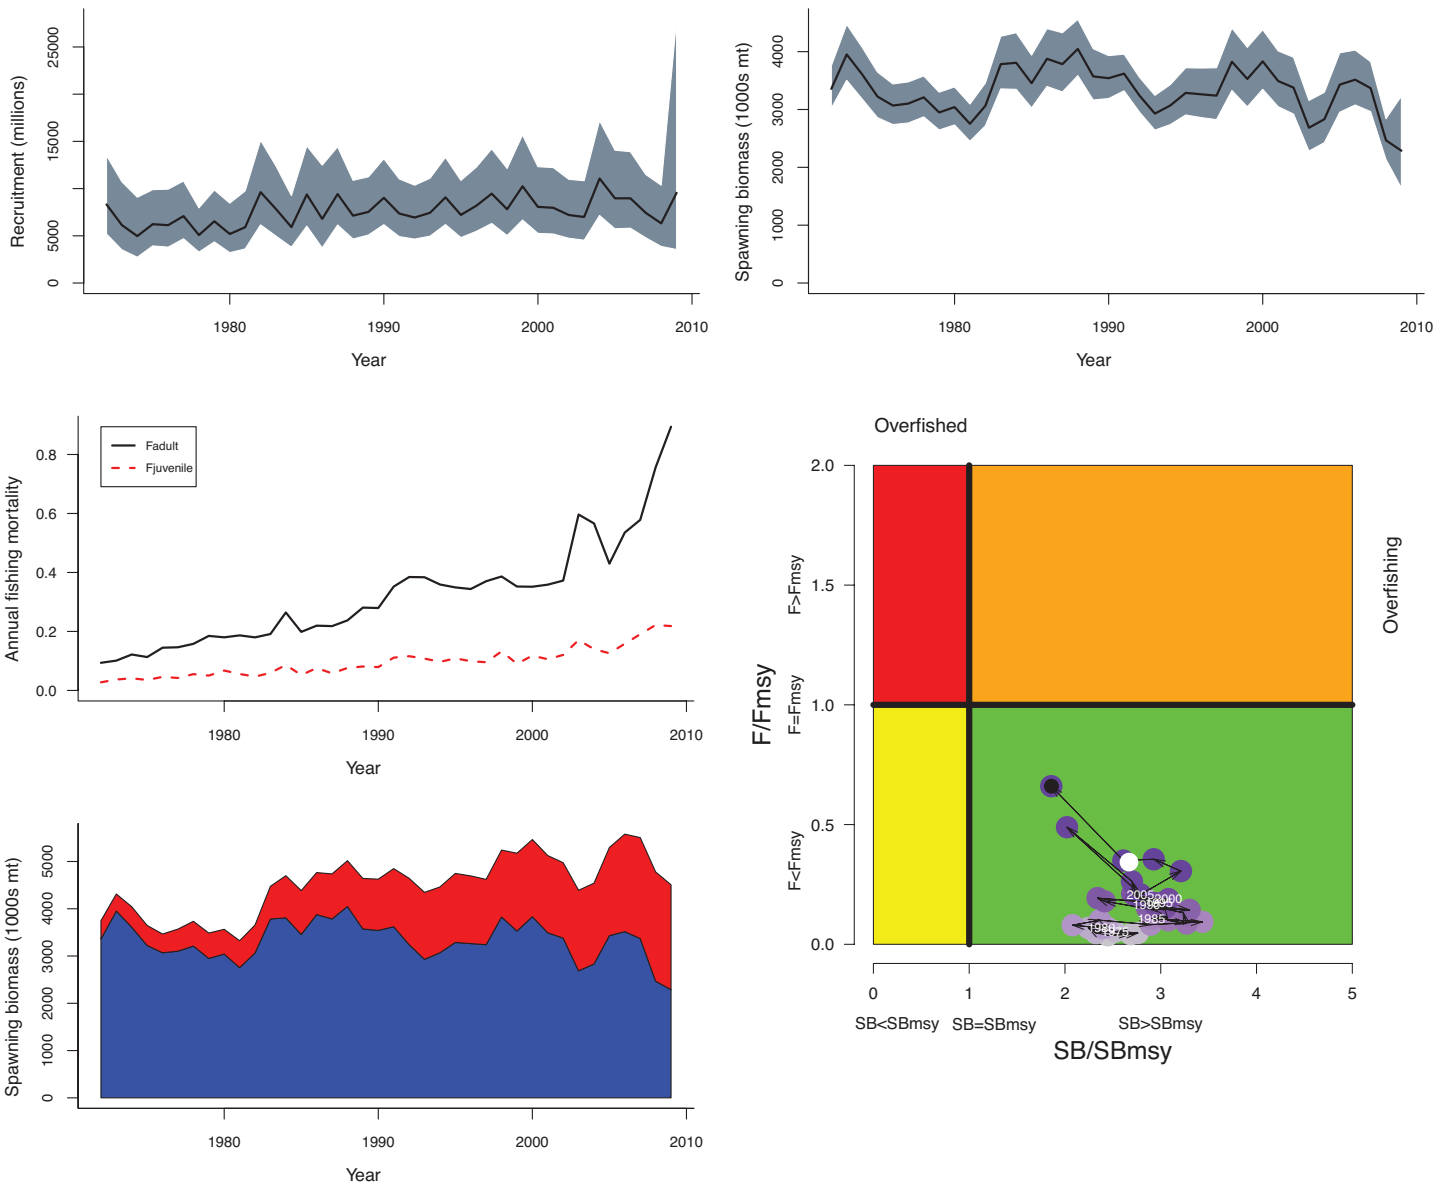 Recruitment (millions)
25000
15000
5000
0
1980
1990
2000
2010
Year
Spawning biomass (1000s mt)
4000
3000
2000
1000
0
1980
1990
2000
2010
Year
Annual fishing mortality
0.8
0.6
0.4
0.2
0.0
Fadult
Fjuvenile
1980
1990
2000
2010
Year
Spawning biomass (1000s mt)
5000
4000
3000
2000
1000
0
1980
1990
2000
2010
Year
Overfished
Overfishing
F/Fmsy
F>Fmsy
F=Fmsy
F<Fmsy
2.0
1.5
1.0
0.5
0.0
2005
2000
1990
1995
1985
1980
1975
0
1
2
3
4
5
SB<SBmsy
SB=SBmsy
SB>SBmsy
SB/SBmsy